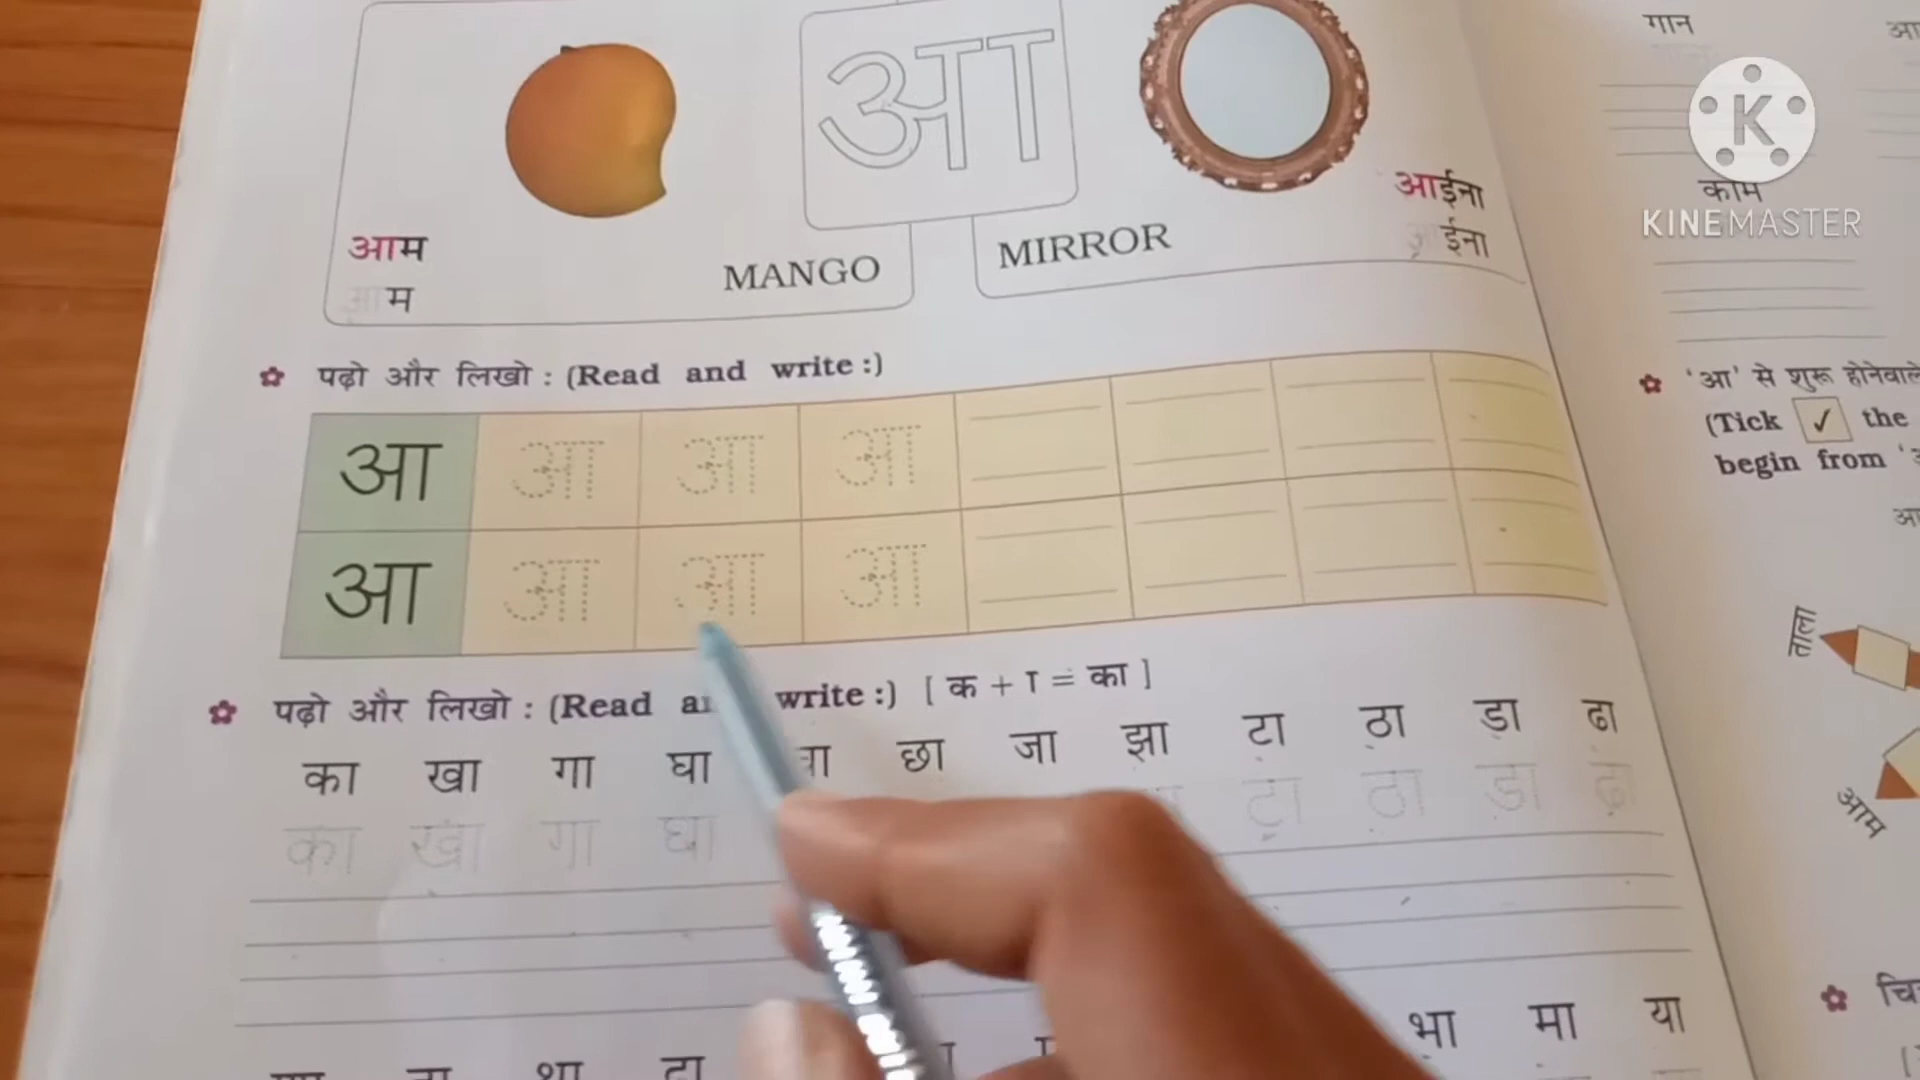 आ
आम
म
MANGO
MIRROR
आईना
ईना
पढ़ो और लिखो : (Read and write :)
आ आ आ आ
आ आ आ आ
पढ़ो और लिखो : (Read write :) [ क + ा = का ]
का खा गा घा छा जा झा टा ठा डा ढा
का खा गा घा टा ठा डा ढा
भा मा या
गान
काम
K
KINEMASTER
'आ' से शुरू होनेवाले
(Tick ✓ the
begin from
ताला
आम